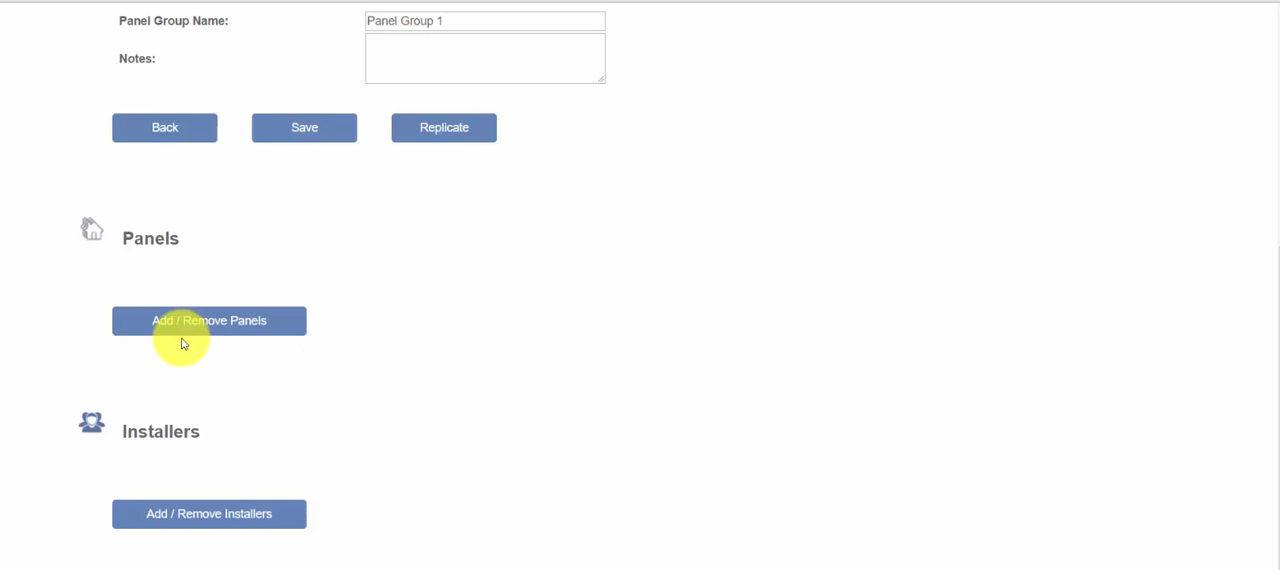 Panel Group Name: Panel Group 1
Notes:
Back Save Replicate
Panels
Add / Remove Panels
Installers
Add / Remove Installers